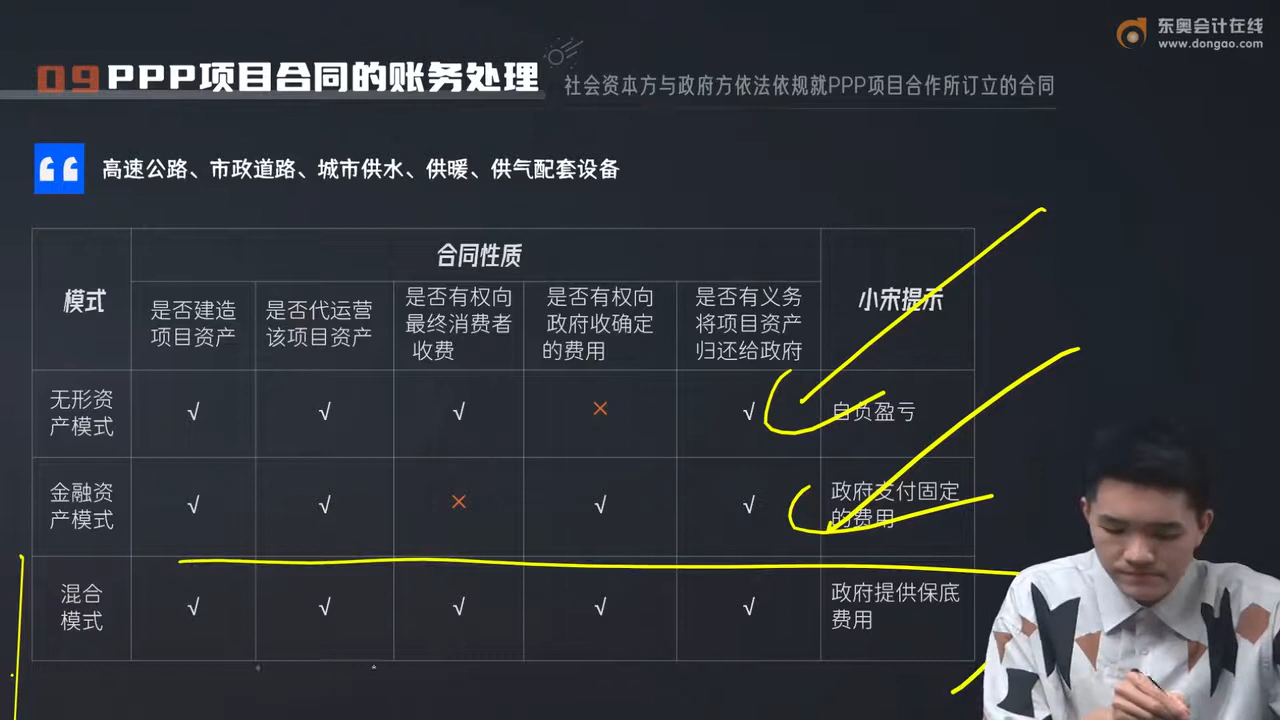 东奥会计在线
www.dongao.com
09 PPP项目合同的账务处理
社会资本方与政府方依法依规就PPP项目合作所订立的合同
高速公路、市政道路、城市供水、供暖、供气配套设备
模式
合同性质
小宋提示
是否建造
项目资产
是否代运营
该项目资产
是否有权向
最终消费者
收费
是否有权向
政府收确定
的费用
是否有义务
将项目资产
归还给政府
无形资
产模式
√ √ √ × √
自负盈亏
金融资
产模式
√ √ × √ √
政府支付固定
的费用
混合
模式
√ √ √ √ √
政府提供保底
费用